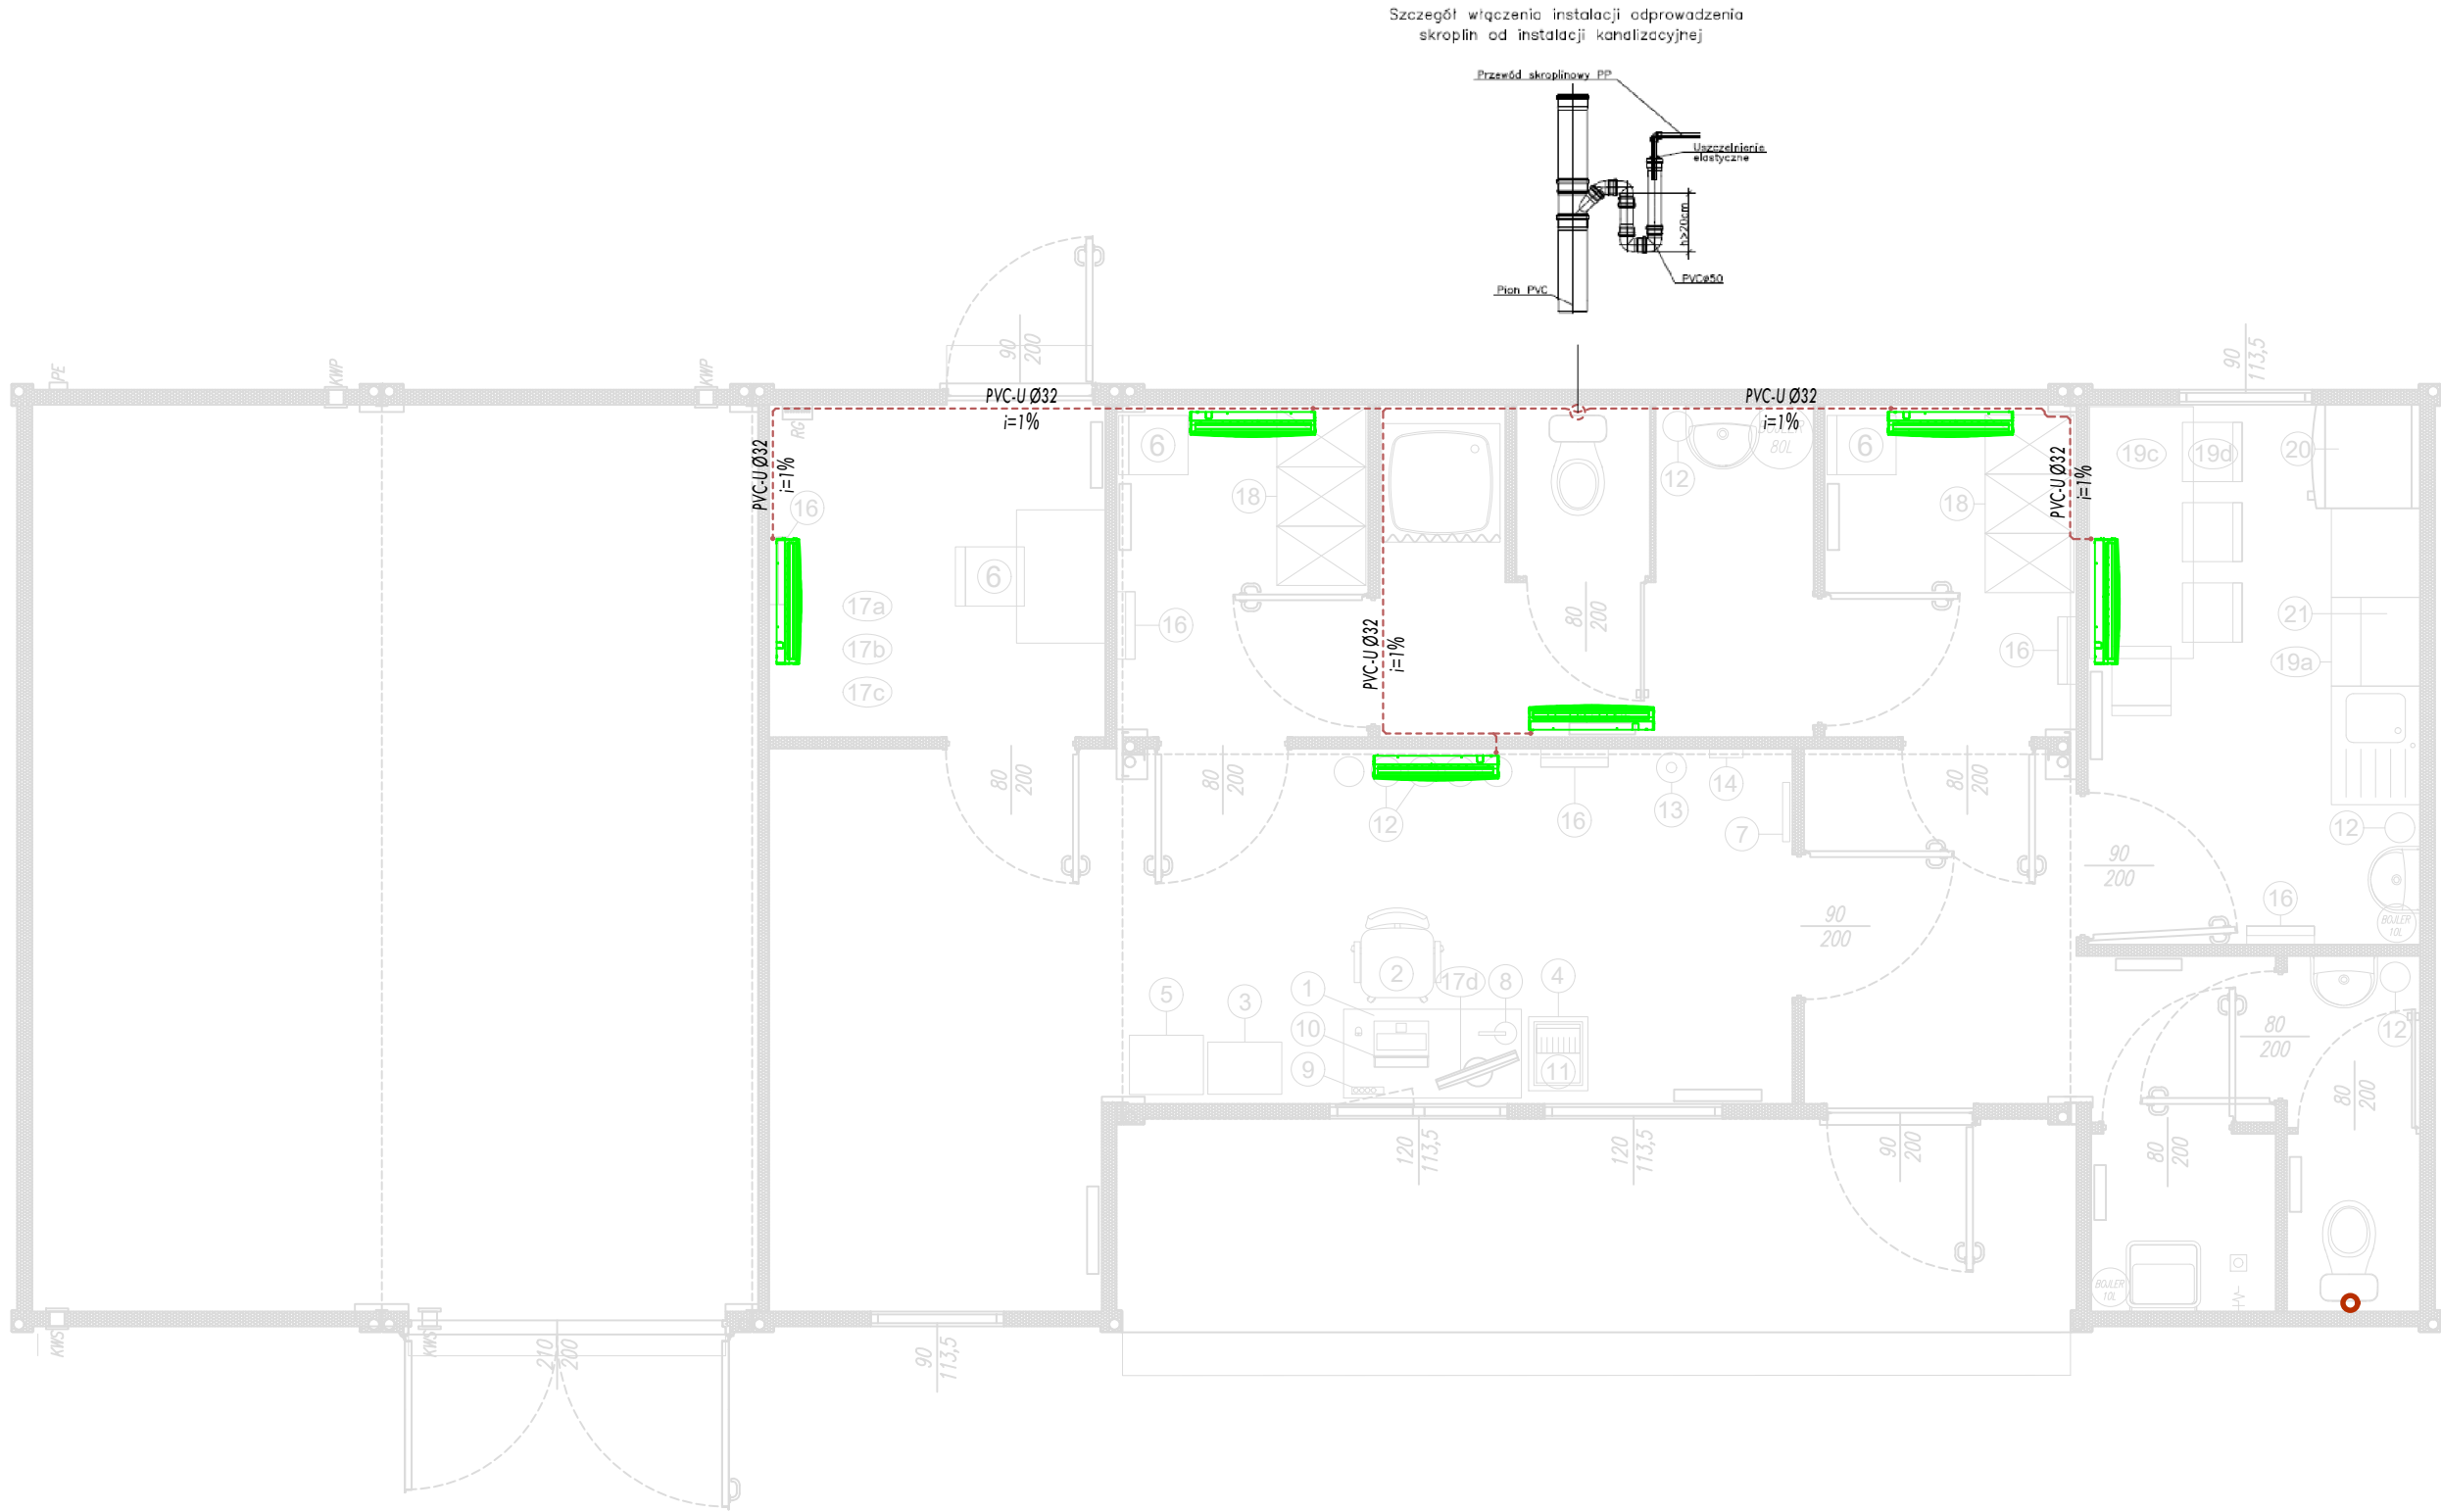 Szczegół włączenia instalacji odprowadzenia
skroplin od instalacji kanalizacyjnej
Przewód skroplinowy PP
Uszczelnienie
elastyczne
h>20cm
PVCø50
Pion PVC
90
200
90
113,5
PE
KWP
KWP
PVC-U Ø32
i=1%
PVC-U Ø32
i=1%
RG
PVC-U Ø32
i=1%
6
18
12
BOJLER
80L
6
18
PVC-U Ø32
i=1%
19c
19d
20
16
6
17a
17b
17c
16
80
200
PVC-U Ø32
i=1%
16
21
19a
80
200
80
200
12
16
13
14
7
80
200
12
90
200
90
200
16
BOJLER
10L
5
3
1
2
17d
8
4
10
9
11
12
80
200
80
200
120
113,5
120
113,5
90
200
80
200
BOJLER
10L
KWS
KWS
210
200
90
113,5